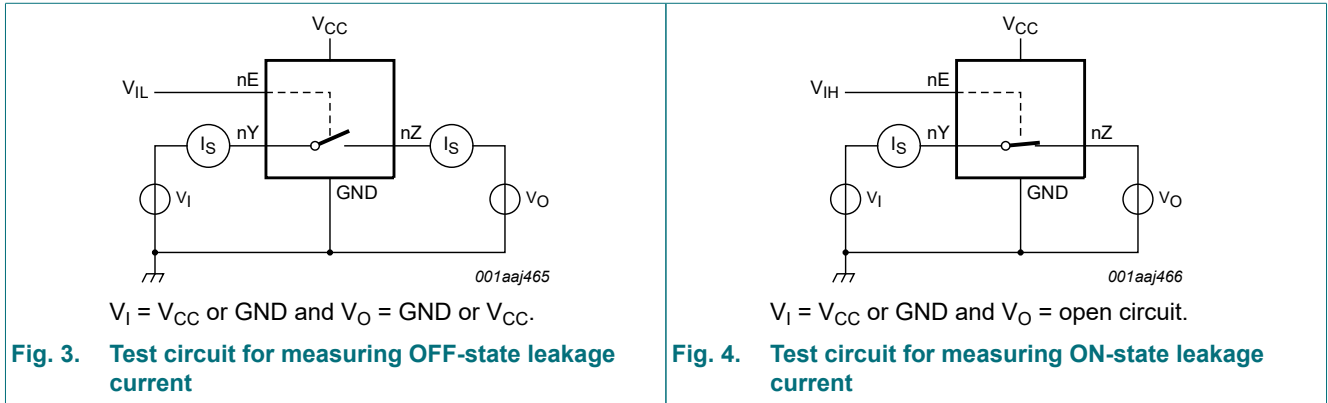 VCC
VIL
nE
nY
nZ
IS
IS
VI
GND
VO
001aaj465
VI = VCC or GND and VO = GND or VCC.
Fig. 3. Test circuit for measuring OFF-state leakage
current
VCC
VIH
nE
nY
nZ
IS
VI
GND
VO
001aaj466
VI = VCC or GND and VO = open circuit.
Fig. 4. Test circuit for measuring ON-state leakage
current